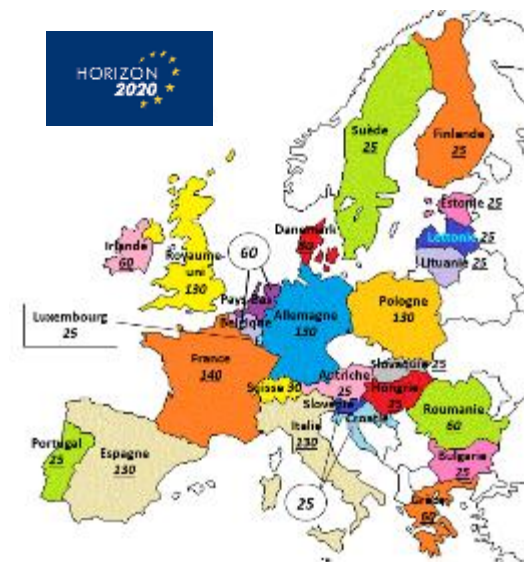 HORIZON
2020
Suède
25
Finlande
25
Estonie 25
Lettonie 25
Lituanie 25
Danemark
Irlande
60
Royaume-
uni
130
60
Pays-Bas
Belgique
Luxembourg
25
Allemagne
130
Pologne
130
France
140
Slovaquie 25
Autriche
25
Hongrie
25
Suisse 30
Slovénie
Croatie
Roumanie
60
Italie
130
Portugal
25
Espagne
130
25
Bulgarie
25
Grèce
60